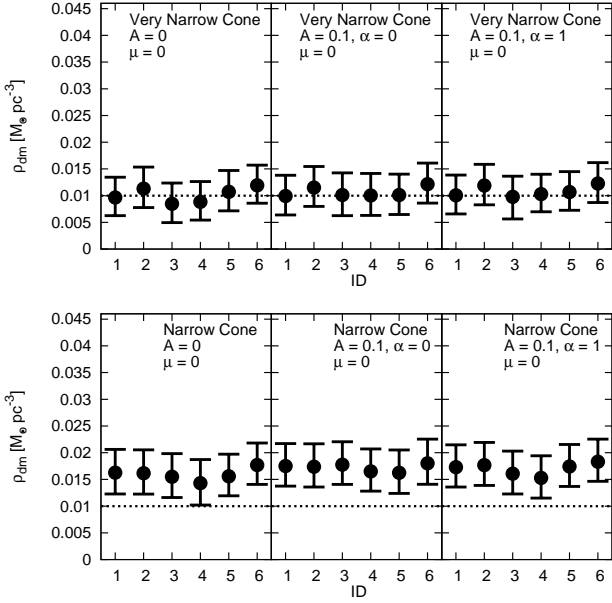 Very Narrow Cone
A = 0
μ = 0
Very Narrow Cone
A = 0.1, α = 0
μ = 0
Very Narrow Cone
A = 0.1, α = 1
μ = 0
ρdm [M⊙ pc-3]
0.045
0.04
0.035
0.03
0.025
0.02
0.015
0.01
0.005
0
1 2 3 4 5 6 1 2 3 4 5 6 1 2 3 4 5 6
ID
Narrow Cone
A = 0
μ = 0
Narrow Cone
A = 0.1, α = 0
μ = 0
Narrow Cone
A = 0.1, α = 1
μ = 0
ρdm [M⊙ pc-3]
0.045
0.04
0.035
0.03
0.025
0.02
0.015
0.01
0.005
0
1 2 3 4 5 6 1 2 3 4 5 6 1 2 3 4 5 6
ID